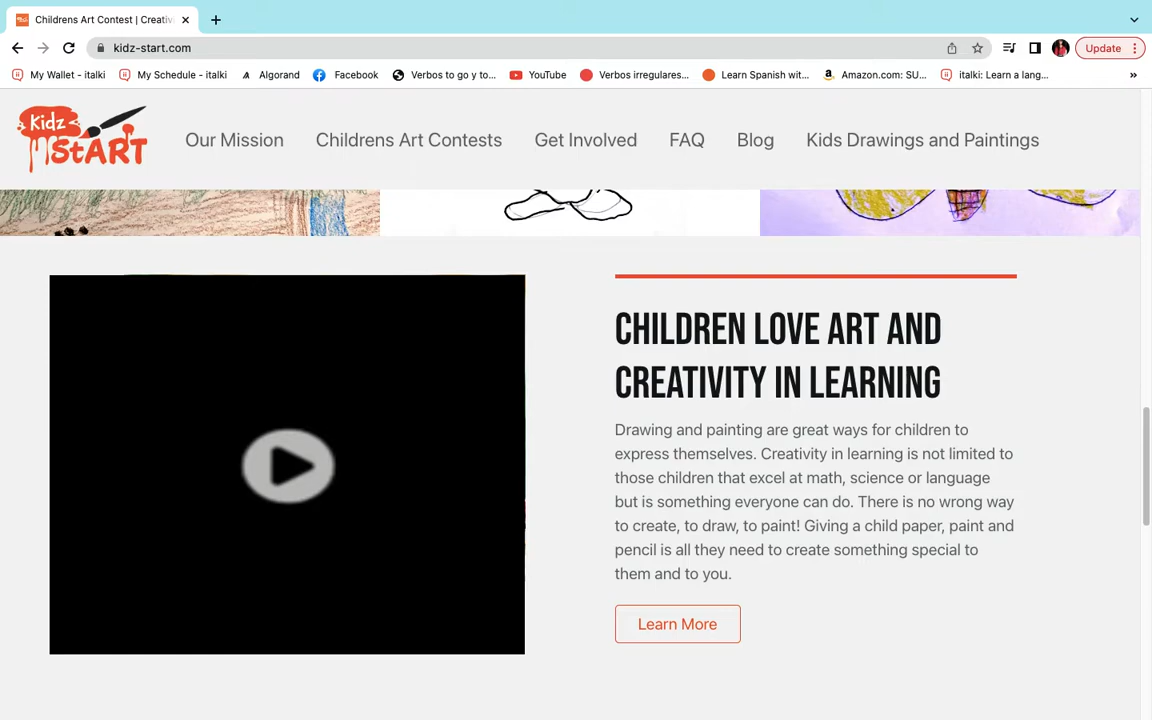 Childrens Art Contest | Creativi
kidz-start.com
Update
My Wallet - italki
My Schedule - italki
Algorand
Facebook
Verbos to go y to...
YouTube
Verbos irregulares...
Learn Spanish wit...
Amazon.com: SU...
italki: Learn a lang...
Kidz
StART
Our Mission
Childrens Art Contests
Get Involved
FAQ
Blog
Kids Drawings and Paintings
CHILDREN LOVE ART AND
CREATIVITY IN LEARNING
Drawing and painting are great ways for children to
express themselves. Creativity in learning is not limited to
those children that excel at math, science or language
but is something everyone can do. There is no wrong way
to create, to draw, to paint! Giving a child paper, paint and
pencil is all they need to create something special to
them and to you.
Learn More